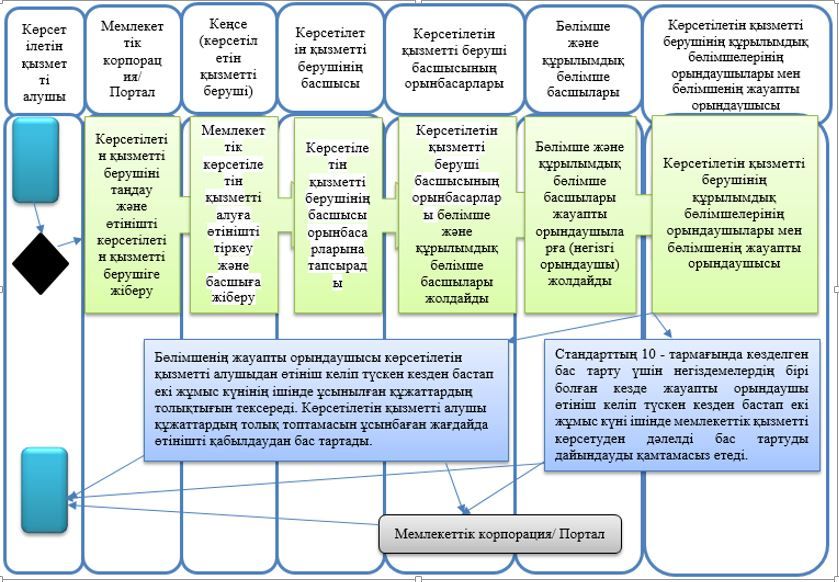 Көрсет
ілетін
қызмет
ті
алушы
Мемлекет
тік
корпорац
ия/
Портал
Кеңсе
(көрсетіл
етін
қызметті
беруші)
Көрсетілет
ін қызметті
берушінің
басшысы
Көрсетілетін
қызметті беруші
басшысының
орынбасарлары
Бөлімше
және
құрылымдық
бөлімше
басшылары
Көрсетілетін қызметті
берушінің құрылымдық
бөлімшелерінің
орындаушылары мен
бөлімшенің жауапты
орындаушысы
Көрсетілеті
н қызметті
берушіні
таңдау
және
өтінішті
көрсетілеті
н қызметті
берушіге
жіберу
Мемлекет
тік
көрсетіле
тін
қызметті
алуға
өтінішті
тіркеу
және
басшыға
жіберу
Көрсетіле
тін
қызметті
берушінің
басшысы
орынбаса
рларына
тапсырад
ы
Көрсетілетін
қызметті
беруші
басшысының
орынбасарлар
ы бөлімше
және
құрылымдық
бөлімше
басшылары
жолдайды
Бөлімше және
құрылымдық
бөлімше
басшылары
жауапты
орындаушыла
рға (негізгі
орындаушы)
жолдайды
Көрсетілетін қызметті
берушінің
құрылымдық
бөлімшелерінің
орындаушылары мен
бөлімшенің жауапты
орындаушысы
Бөлімшенің жауапты орындаушысы көрсетілетін
қызметті алушыдан өтініш келіп түскен кезден бастап
екі жұмыс күнінің ішінде ұсынылған құжаттардың
толықтығын тексереді. Көрсетілетін қызметті алушы
құжаттардың толық топтамасын ұсынбаған жағдайда
өтінішті қабылдаудан бас тартады.
Стандарттың 10 - тармағында көзделген
бас тарту үшін негіздемелердің бірі
болған кезде жауапты орындаушы
өтініш келіп түскен кезден бастап екі
жұмыс күні ішінде мемлекеттік қызметті
көрсетуден дәлелді бас тартуды
дайындауды қамтамасыз етеді.
Мемлекеттік корпорация/ Портал